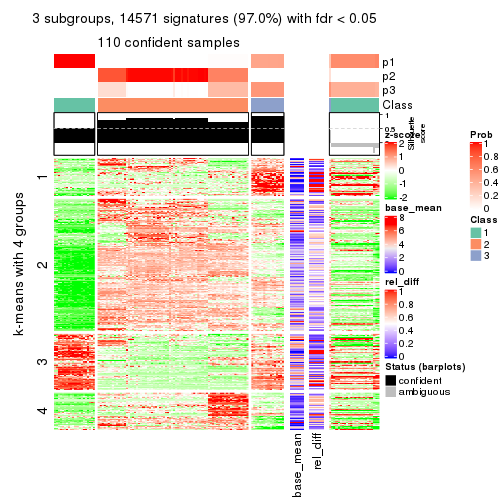 3 subgroups, 14571 signatures (97.0%) with fdr < 0.05
110 confident samples
p1
p2
p3
Class
1
0.5
0
Silhouette
score
k-means with 4 groups
1
2
3
4
base_mean
rel_diff
z-score
2
1
0
-1
-2
base_mean
8
6
4
2
0
rel_diff
1
0.8
0.6
0.4
0.2
0
Status (barplots)
confident
ambiguous
Prob
1
0.8
0.6
0.4
0.2
0
Class
1
2
3